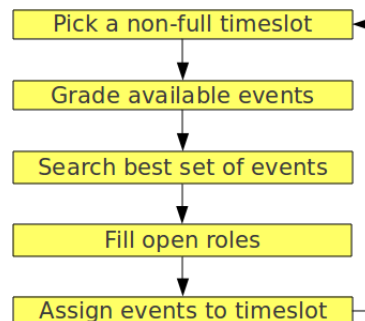 Pick a non-full timeslot
Grade available events
Search best set of events
Fill open roles
Assign events to timeslot